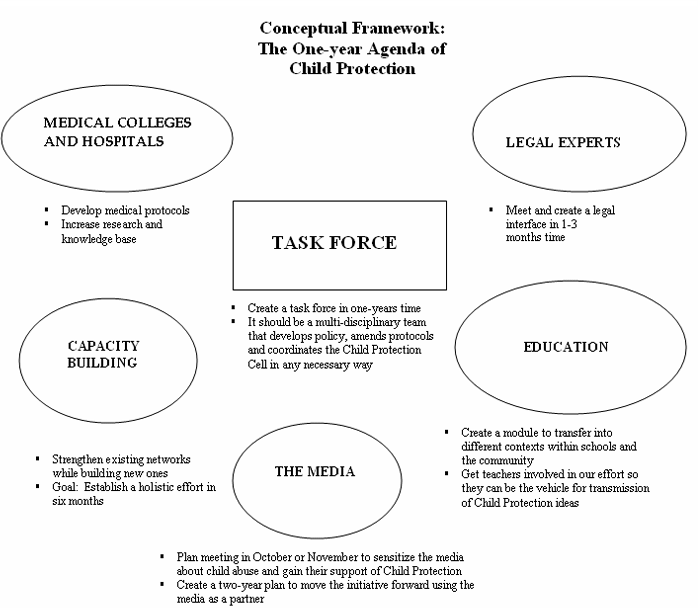 Conceptual Framework:
The One-year Agenda of
Child Protection
MEDICAL COLLEGES
AND HOSPITALS
▪ Develop medical protocols
▪ Increase research and
knowledge base
LEGAL EXPERTS
▪ Meet and create a legal
interface in 1-3
months time
TASK FORCE
▪ Create a task force in one-years time
▪ It should be a multi-disciplinary team
that develops policy, amends protocols
and coordinates the Child Protection
Cell in any necessary way
CAPACITY
BUILDING
▪ Strengthen existing networks
while building new ones
▪ Goal: Establish a holistic effort in
six months
EDUCATION
▪ Create a module to transfer into
different contexts within schools and
the community
▪ Get teachers involved in our effort so
they can be the vehicle for transmission
of Child Protection ideas
THE MEDIA
▪ Plan meeting in October or November to sensitize the media
about child abuse and gain their support of Child Protection
▪ Create a two-year plan to move the initiative forward using the
media as a partner